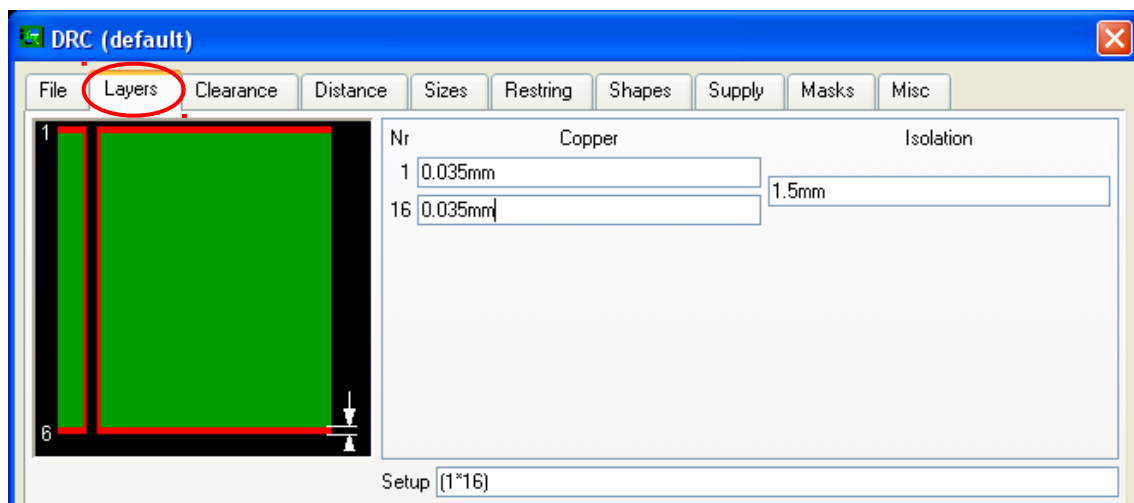 DRC (default)
File Layers Clearance Distance Sizes Restring Shapes Supply Masks Misc
1
6
Nr Copper Isolation
1 0.035mm
1.5mm
16 0.035mm
Setup (1*16)